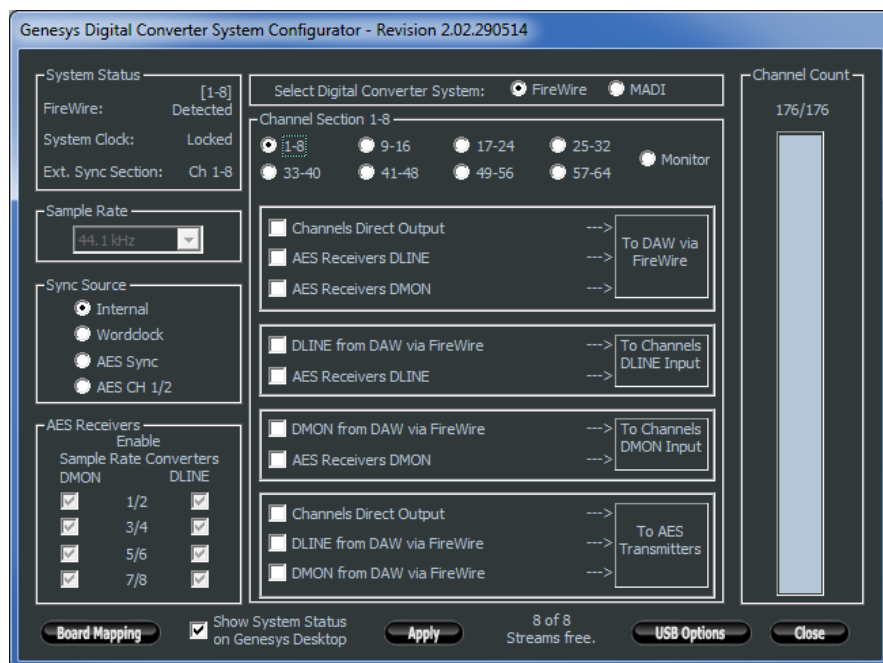 Genesys Digital Converter System Configurator - Revision 2.02.290514
System Status
[1-8]
FireWire: Detected
System Clock: Locked
Ext. Sync Section: Ch 1-8
Sample Rate
44.1 kHz
Sync Source
Internal
Wordclock
AES Sync
AES CH 1/2
AES Receivers
Enable
Sample Rate Converters
DMON DLINE
1/2
3/4
5/6
7/8
Select Digital Converter System: FireWire MADI
Channel Section 1-8
1-8 9-16 17-24 25-32
33-40 41-48 49-56 57-64
Monitor
Channels Direct Output --->
AES Receivers DLINE --->
AES Receivers DMON --->
To DAW via
FireWire
DLINE from DAW via FireWire --->
AES Receivers DLINE --->
To Channels
DLINE Input
DMON from DAW via FireWire --->
AES Receivers DMON --->
To Channels
DMON Input
Channels Direct Output --->
DLINE from DAW via FireWire --->
DMON from DAW via FireWire --->
To AES
Transmitters
Channel Count
176/176
Board Mapping
Show System Status
on Genesys Desktop
Apply
8 of 8
Streams free.
USB Options
Close